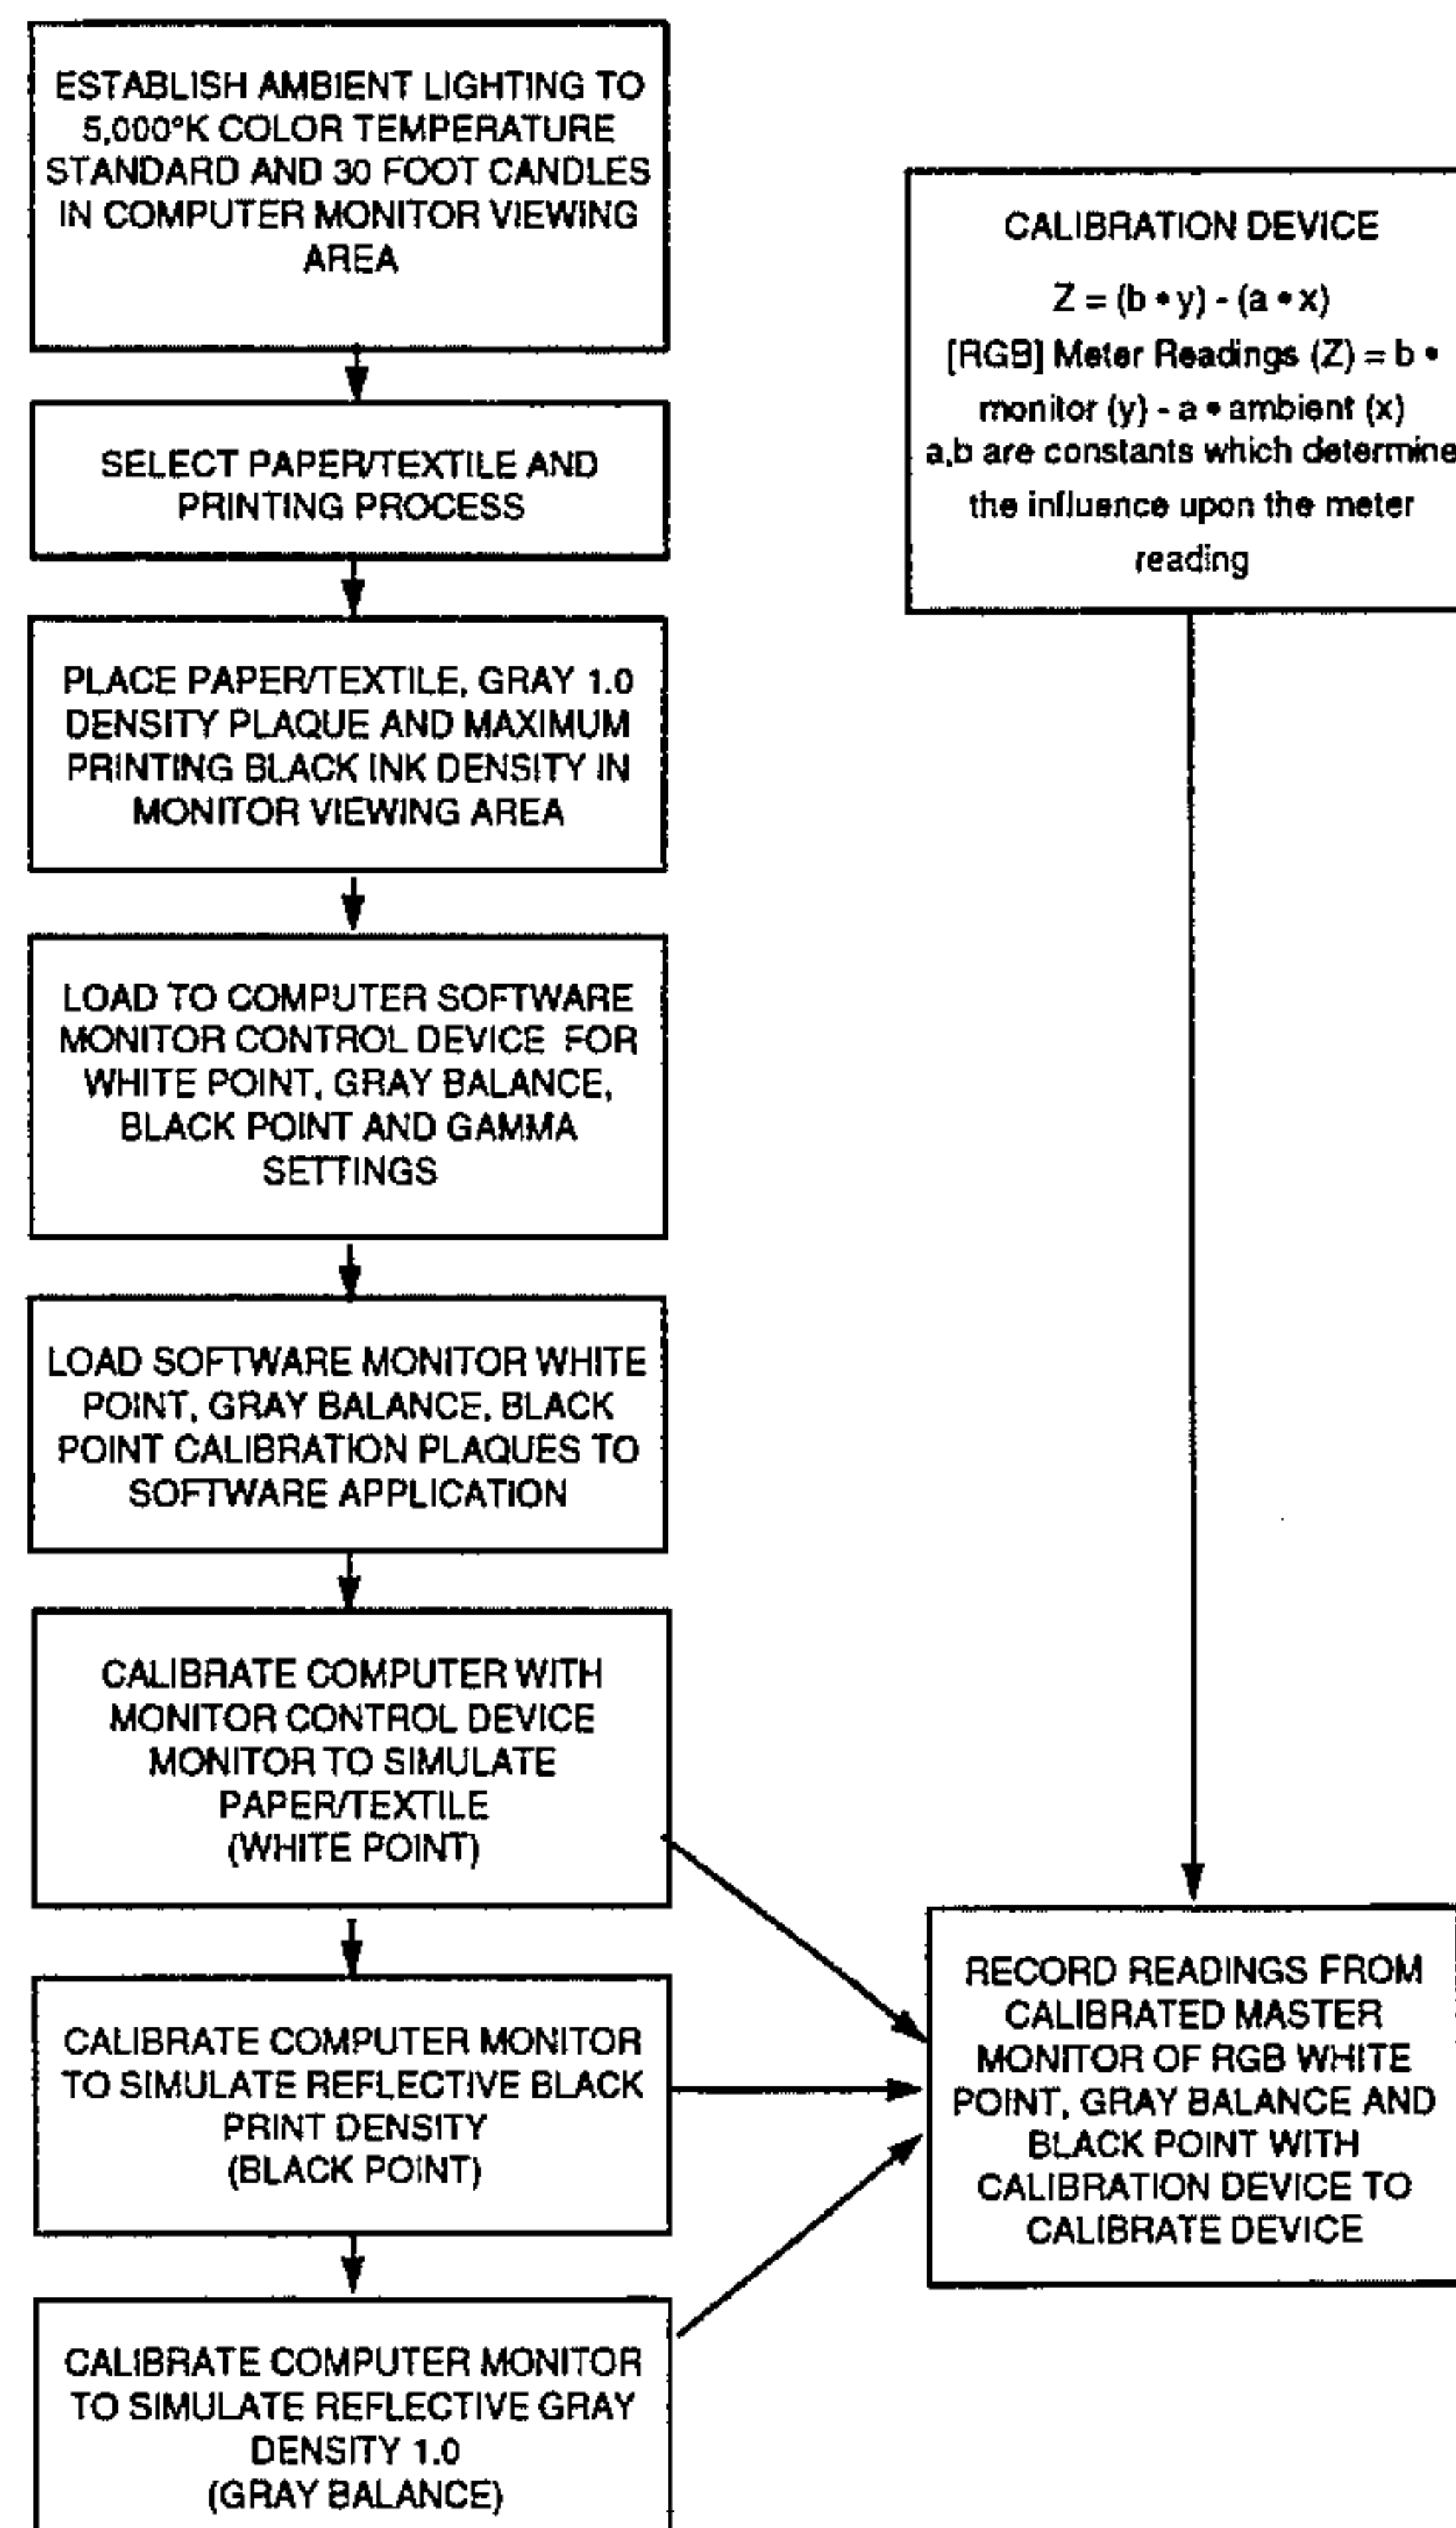 ESTABLISH AMBIENT LIGHTING TO
5,000°K COLOR TEMPERATURE
STANDARD AND 30 FOOT CANDLES
IN COMPUTER MONITOR VIEWING
AREA
SELECT PAPER/TEXTILE AND
PRINTING PROCESS
PLACE PAPER/TEXTILE, GRAY 1.0
DENSITY PLAQUE AND MAXIMUM
PRINTING BLACK INK DENSITY IN
MONITOR VIEWING AREA
LOAD TO COMPUTER SOFTWARE
MONITOR CONTROL DEVICE FOR
WHITE POINT, GRAY BALANCE,
BLACK POINT AND GAMMA
SETTINGS
LOAD SOFTWARE MONITOR WHITE
POINT, GRAY BALANCE, BLACK
POINT CALIBRATION PLAQUES TO
SOFTWARE APPLICATION
CALIBRATE COMPUTER WITH
MONITOR CONTROL DEVICE
MONITOR TO SIMULATE
PAPER/TEXTILE
(WHITE POINT)
CALIBRATE COMPUTER MONITOR
TO SIMULATE REFLECTIVE BLACK
PRINT DENSITY
(BLACK POINT)
CALIBRATE COMPUTER MONITOR
TO SIMULATE REFLECTIVE GRAY
DENSITY 1.0
(GRAY BALANCE)
CALIBRATION DEVICE
Z = (b • y) - (a • x)
[RGB] Meter Readings (Z) = b •
monitor (y) - a • ambient (x)
a,b are constants which determine
the influence upon the meter
reading
RECORD READINGS FROM
CALIBRATED MASTER
MONITOR OF RGB WHITE
POINT, GRAY BALANCE AND
BLACK POINT WITH
CALIBRATION DEVICE TO
CALIBRATE DEVICE